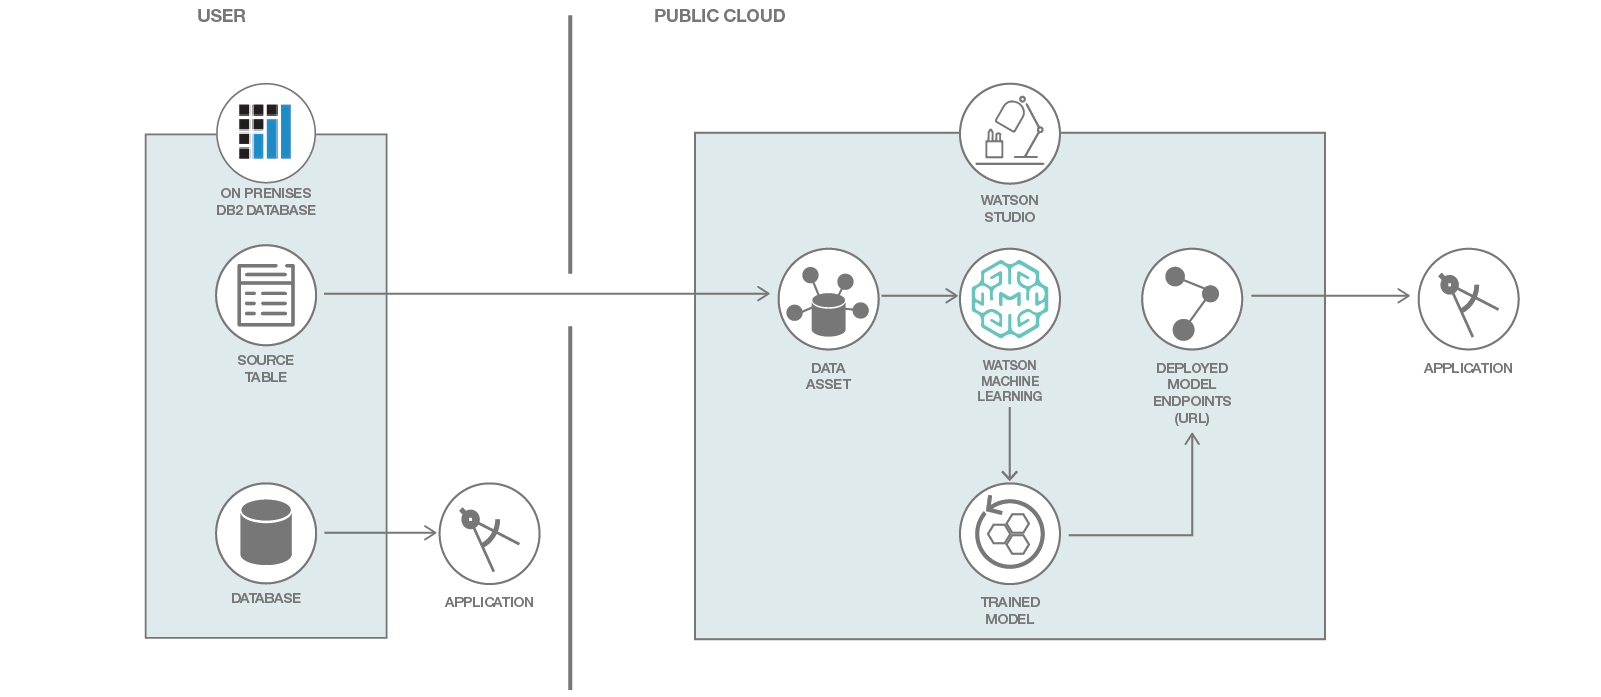 USER
PUBLIC CLOUD
ON PRENISES
DB2 DATABASE
SOURCE
TABLE
DATABASE
APPLICATION
WATSON
STUDIO
DATA
ASSET
WATSON
MACHINE
LEARNING
TRAINED
MODEL
DEPLOYED
MODEL
ENDPOINTS
(URL)
APPLICATION